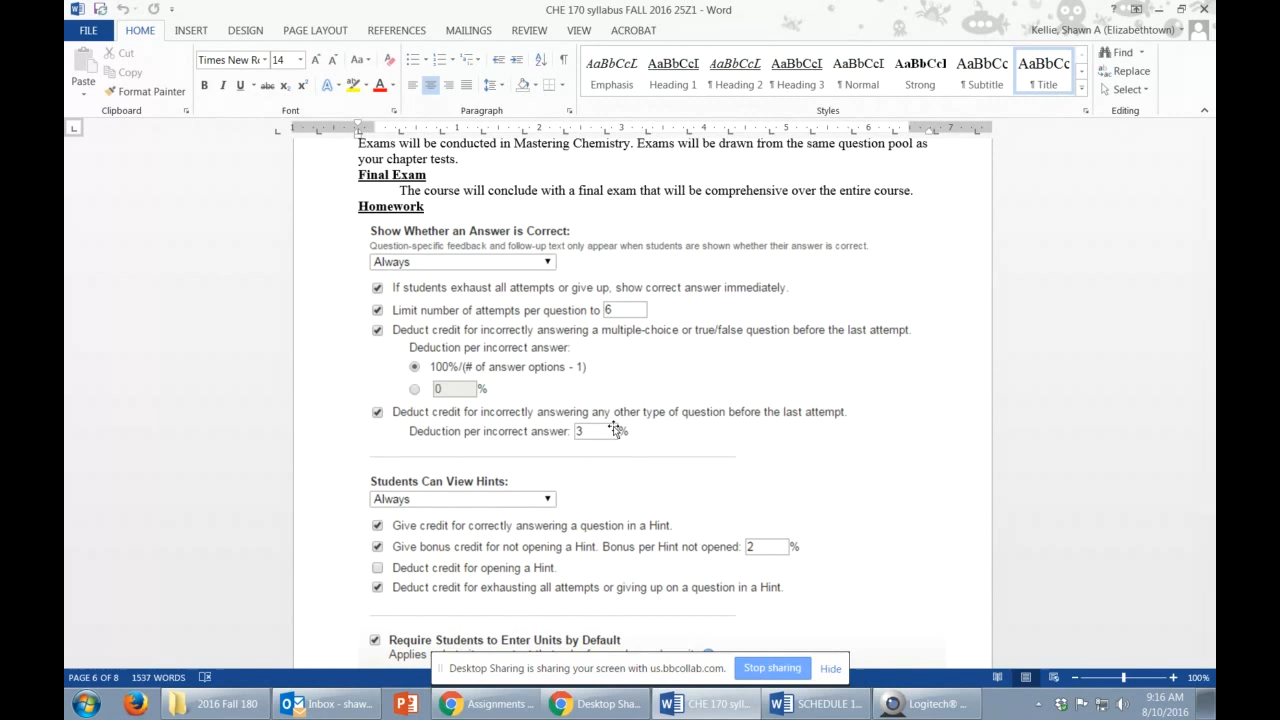 CHE 170 syllabus FALL 2016 25Z1 - Word
FILE HOME INSERT DESIGN PAGE LAYOUT REFERENCES MAILINGS REVIEW VIEW ACROBAT
Kellie, Shawn A (Elizabethtown)
Paste
Cut
Copy
Format Painter
Times New Ro 14
AaBbCcL AaBbCcI AaBbCcI AaBbCcI AaBbCcI AaBbCcI AaBbCc AaBbCc
Emphasis Heading 1 ¶ Heading 2 ¶ Heading 3 ¶ Normal Strong ¶ Subtitle ¶ Title
Find
Replace
Select
Clipboard Font Paragraph Styles Editing
1 1 2 3 4 5 6 7
Exams will be conducted in Mastering Chemistry. Exams will be drawn from the same question pool as
your chapter tests.
Final Exam
The course will conclude with a final exam that will be comprehensive over the entire course.
Homework
Show Whether an Answer is Correct:
Question-specific feedback and follow-up text only appear when students are shown whether their answer is correct.
Always
If students exhaust all attempts or give up, show correct answer immediately.
Limit number of attempts per question to 6
Deduct credit for incorrectly answering a multiple-choice or true/false question before the last attempt.
Deduction per incorrect answer:
100%/(# of answer options - 1)
0 %
Deduct credit for incorrectly answering any other type of question before the last attempt.
Deduction per incorrect answer: 3 %
Students Can View Hints:
Always
Give credit for correctly answering a question in a Hint.
Give bonus credit for not opening a Hint. Bonus per Hint not opened: 2 %
Deduct credit for opening a Hint.
Deduct credit for exhausting all attempts or giving up on a question in a Hint.
Require Students to Enter Units by Default
Applies
Desktop Sharing is sharing your screen with us.bbcollab.com. Stop sharing Hide
PAGE 6 OF 8 1537 WORDS 100%
2016 Fall 180 Inbox - shaw... Assignments ... Desktop Sha... CHE 170 syll... SCHEDULE 1... Logitech® ...
9:16 AM
8/10/2016